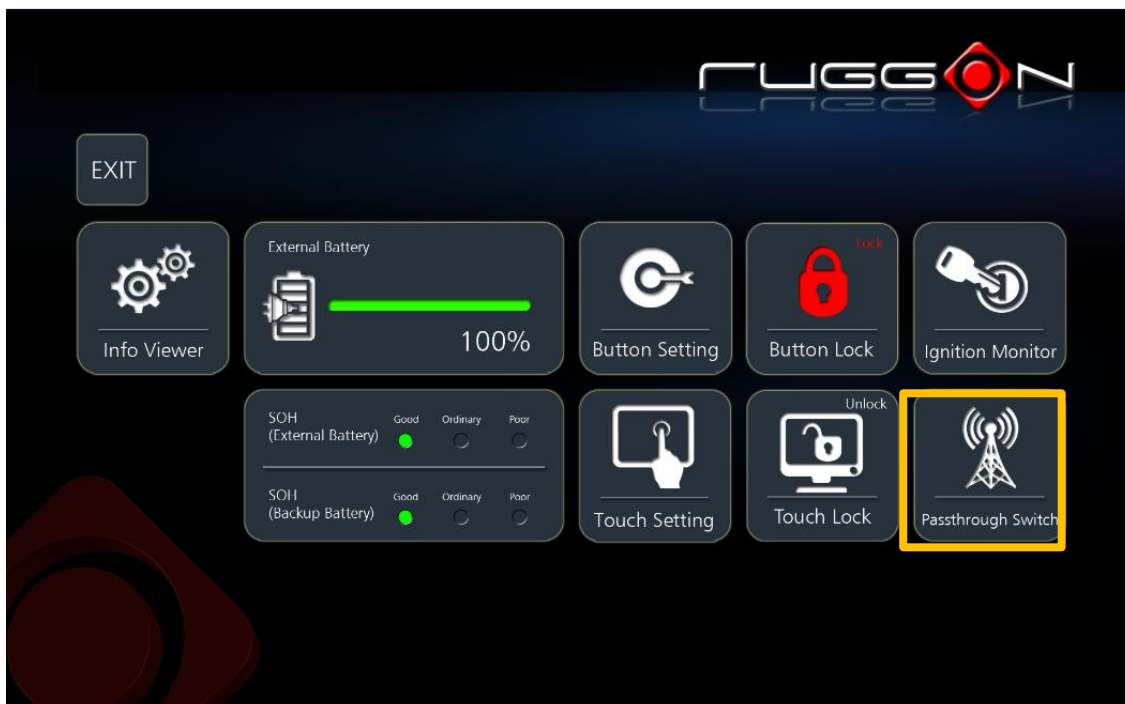 ruggon
EXIT
Info Viewer
External Battery
100%
Button Setting
Lock
Button Lock
Ignition Monitor
SOH
(External Battery)
Good Ordinary Poor
SOH
(Backup Battery)
Good Ordinary Poor
Touch Setting
Unlock
Touch Lock
Passthrough Switch